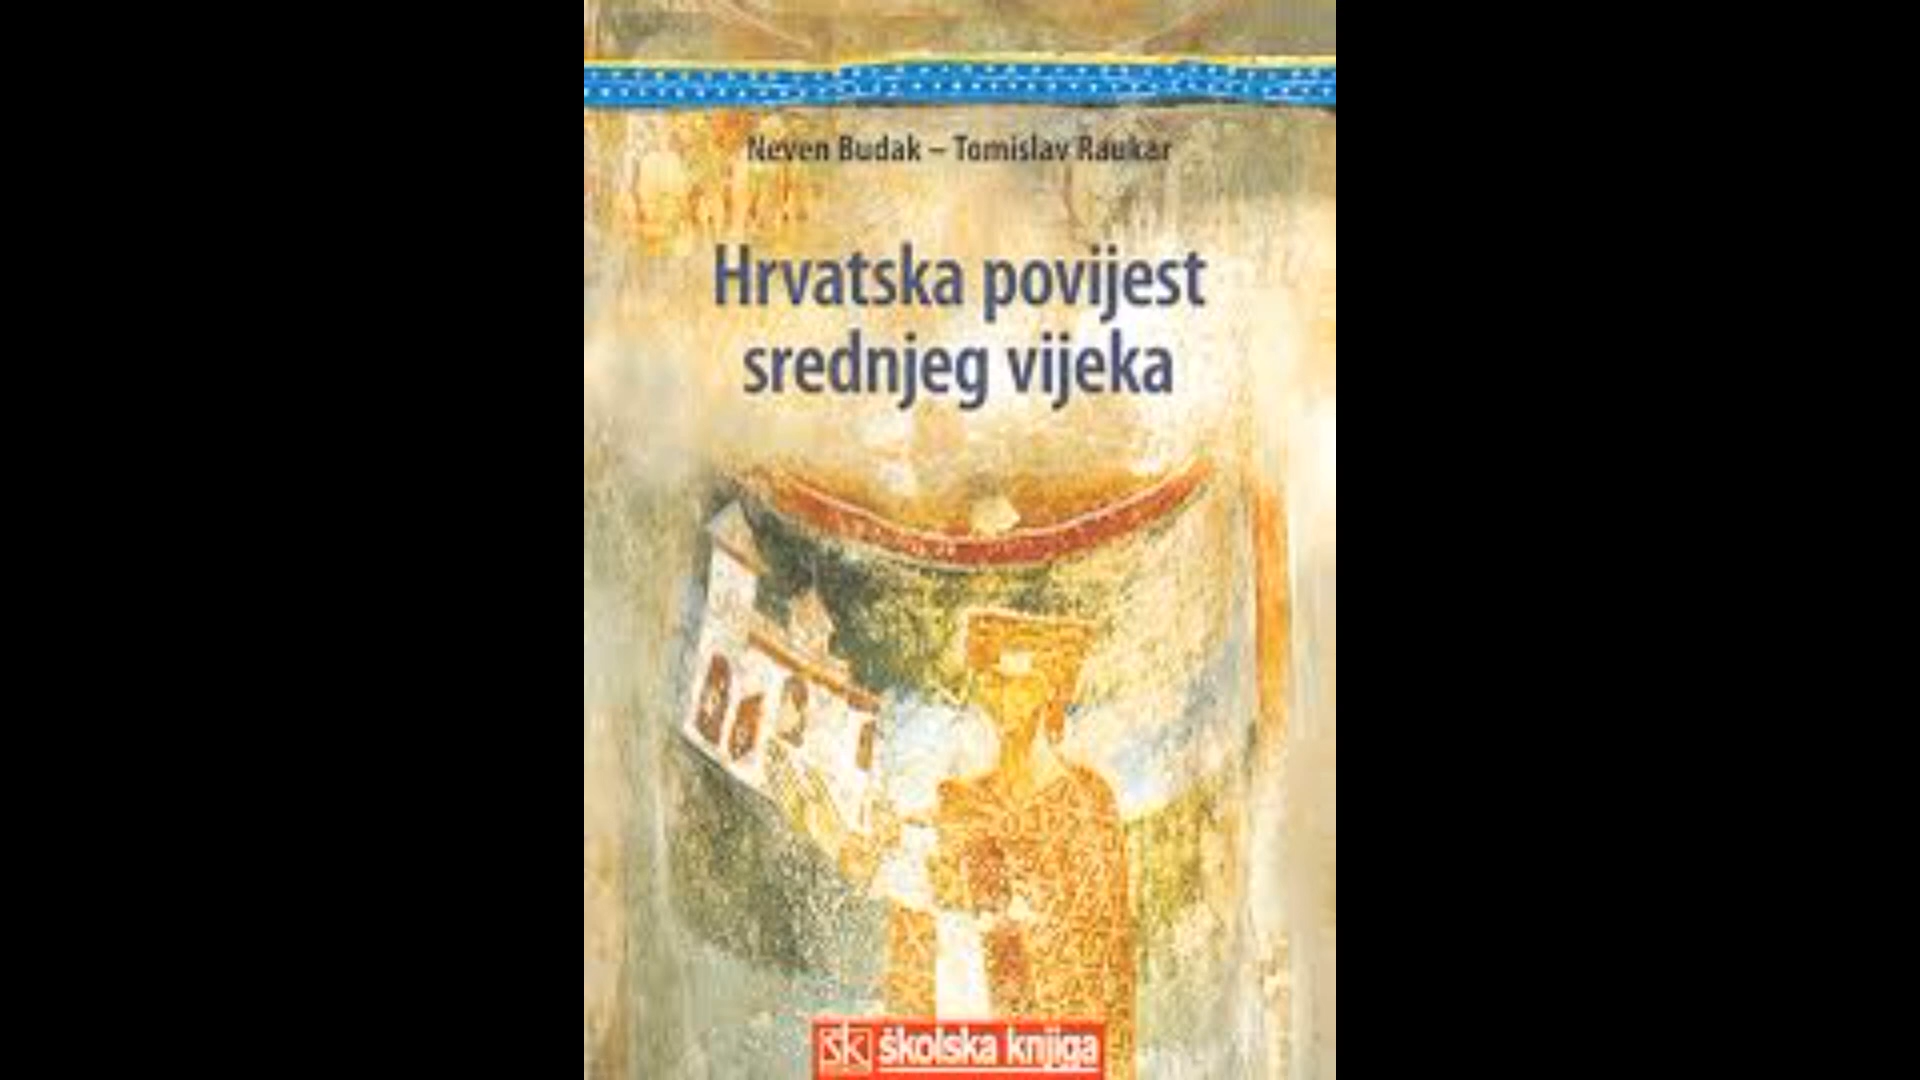 Neven Budak – Tomislav Raukar
Hrvatska povijest
srednjeg vijeka
šk školska knjiga